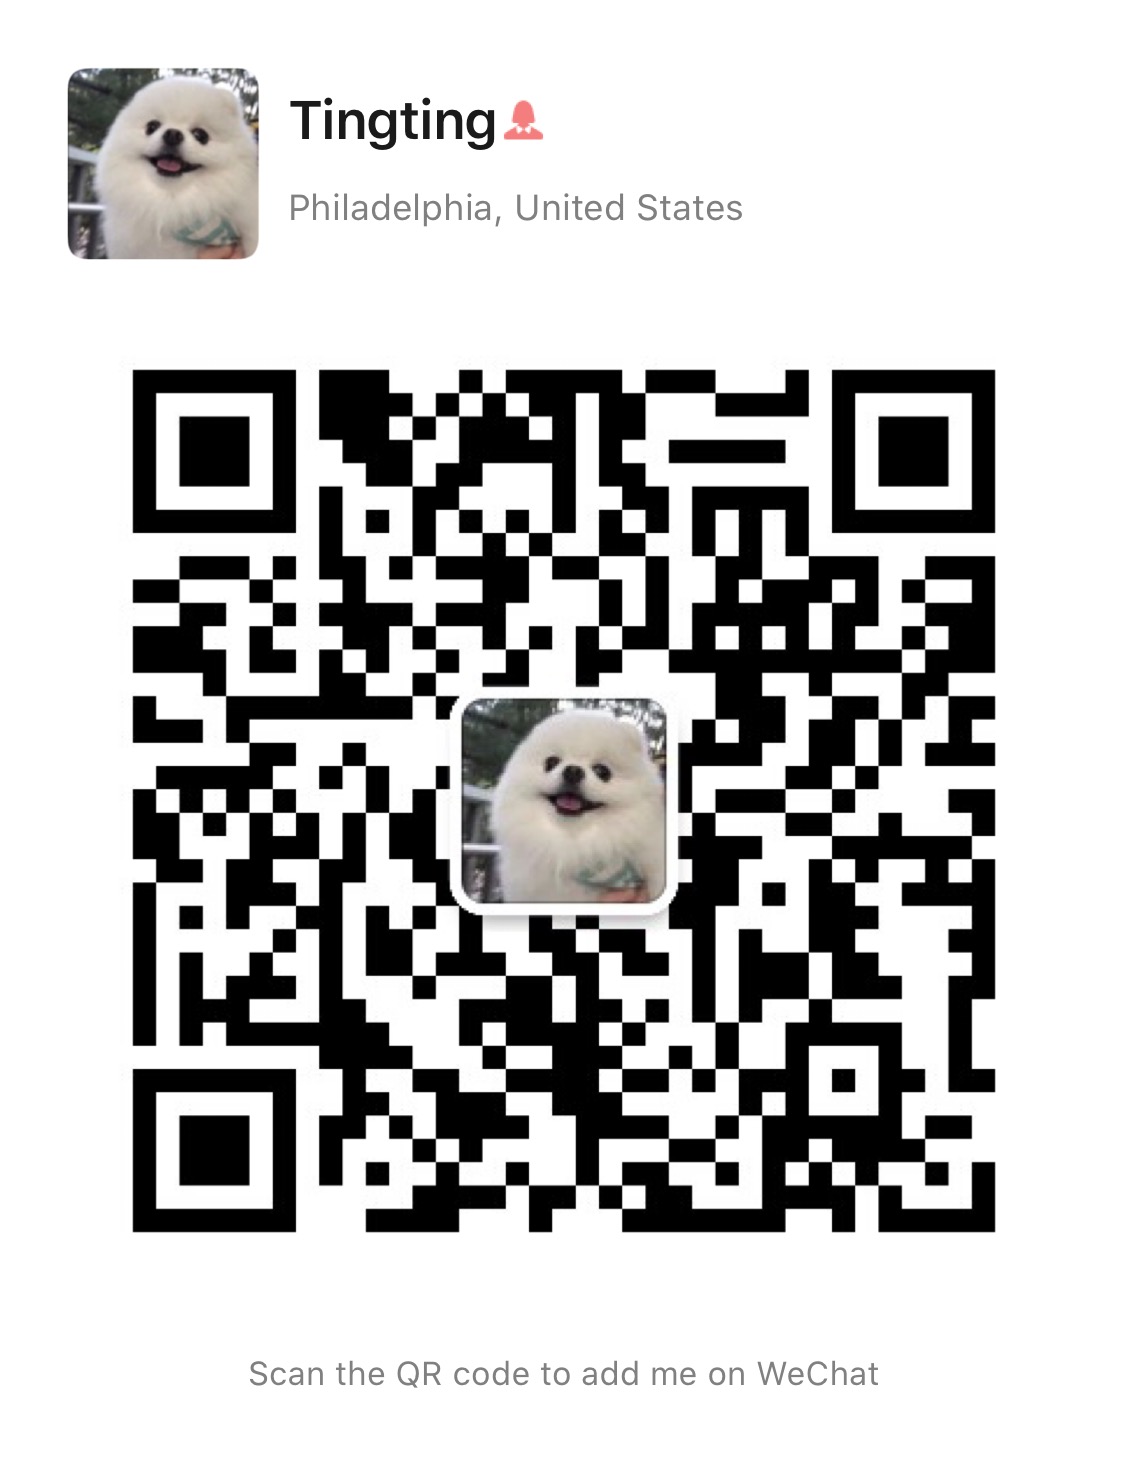 Tingting
Philadelphia, United States
Scan the QR code to add me on WeChat